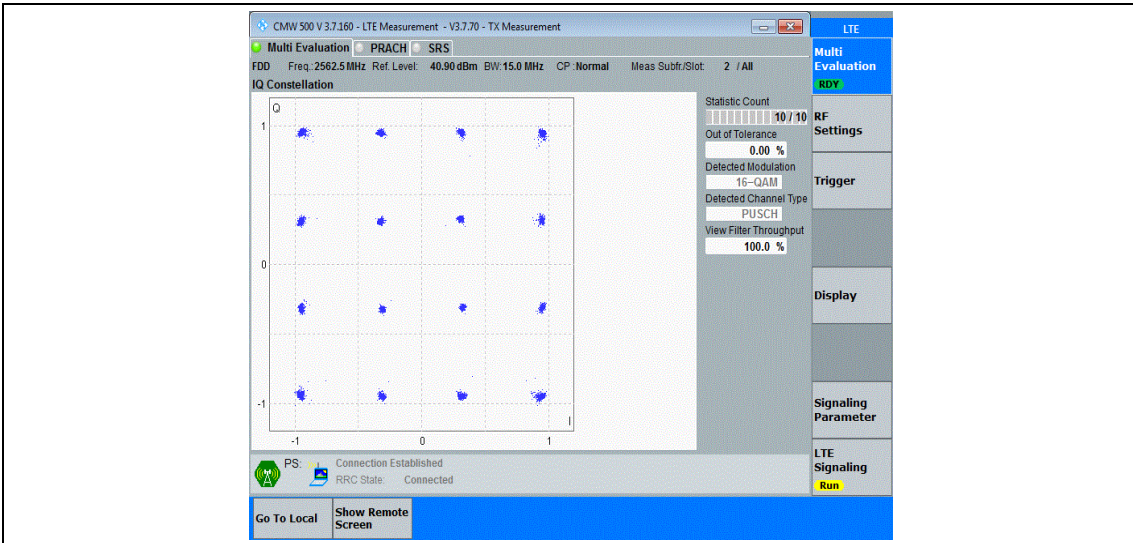 CMW 500 V 3.7.160 - LTE Measurement - V3.7.70 - TX Measurement
LTE
Multi Evaluation PRACH SRS
Multi
Evaluation
RDY
FDD Freq.:2562.5 MHz Ref. Level: 40.90 dBm BW:15.0 MHz CP :Normal Meas Subfr./Slot: 2 / All
IQ Constellation
Q
1
0
-1
I
-1 0 1
Statistic Count
10 / 10
Out of Tolerance
0.00 %
Detected Modulation
16-QAM
Detected Channel Type
PUSCH
View Filter Throughput
100.0 %
RF
Settings
Trigger
Display
Signaling
Parameter
LTE
Signaling
Run
PS: Connection Established
RRC State: Connected
Go To Local
Show Remote
Screen